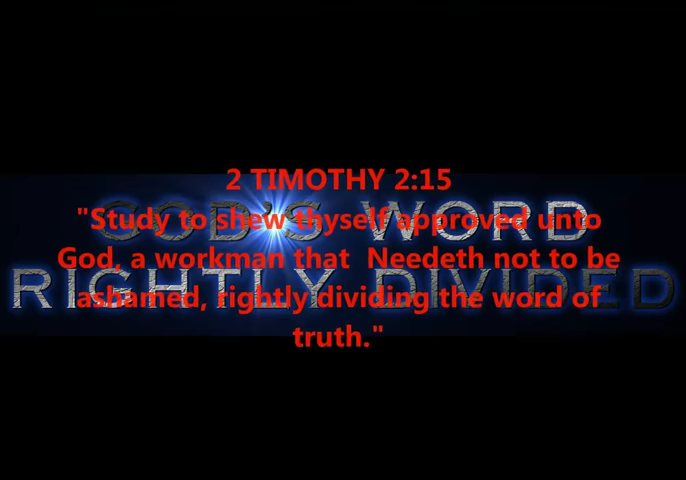 2 TIMOTHY 2:15
"Study to shew thyself approved unto
God, a workman that  Needeth not to be
ashamed, rightly dividing the word of
truth."
GOD'S WORD
RIGHTLY DIVIDED